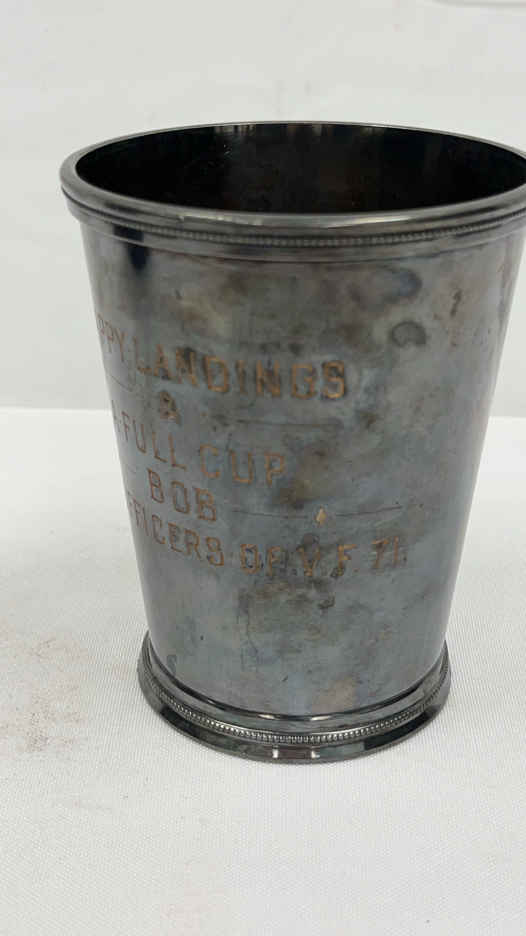 PPY LANDINGS
&
A FULL CUP
BOB
FFICERS OF V.F. 71.